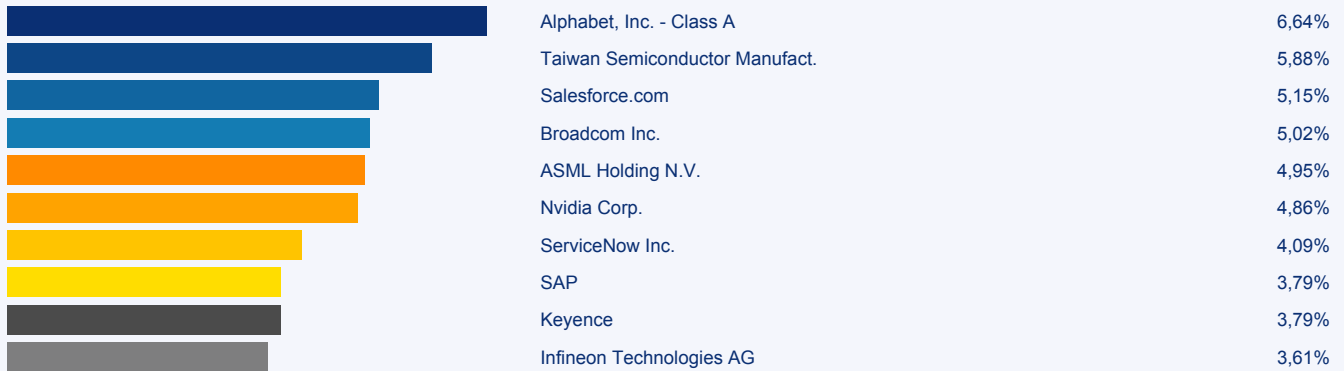 Alphabet, Inc. - Class A 6,64%
Taiwan Semiconductor Manufact. 5,88%
Salesforce.com 5,15%
Broadcom Inc. 5,02%
ASML Holding N.V. 4,95%
Nvidia Corp. 4,86%
ServiceNow Inc. 4,09%
SAP 3,79%
Keyence 3,79%
Infineon Technologies AG 3,61%